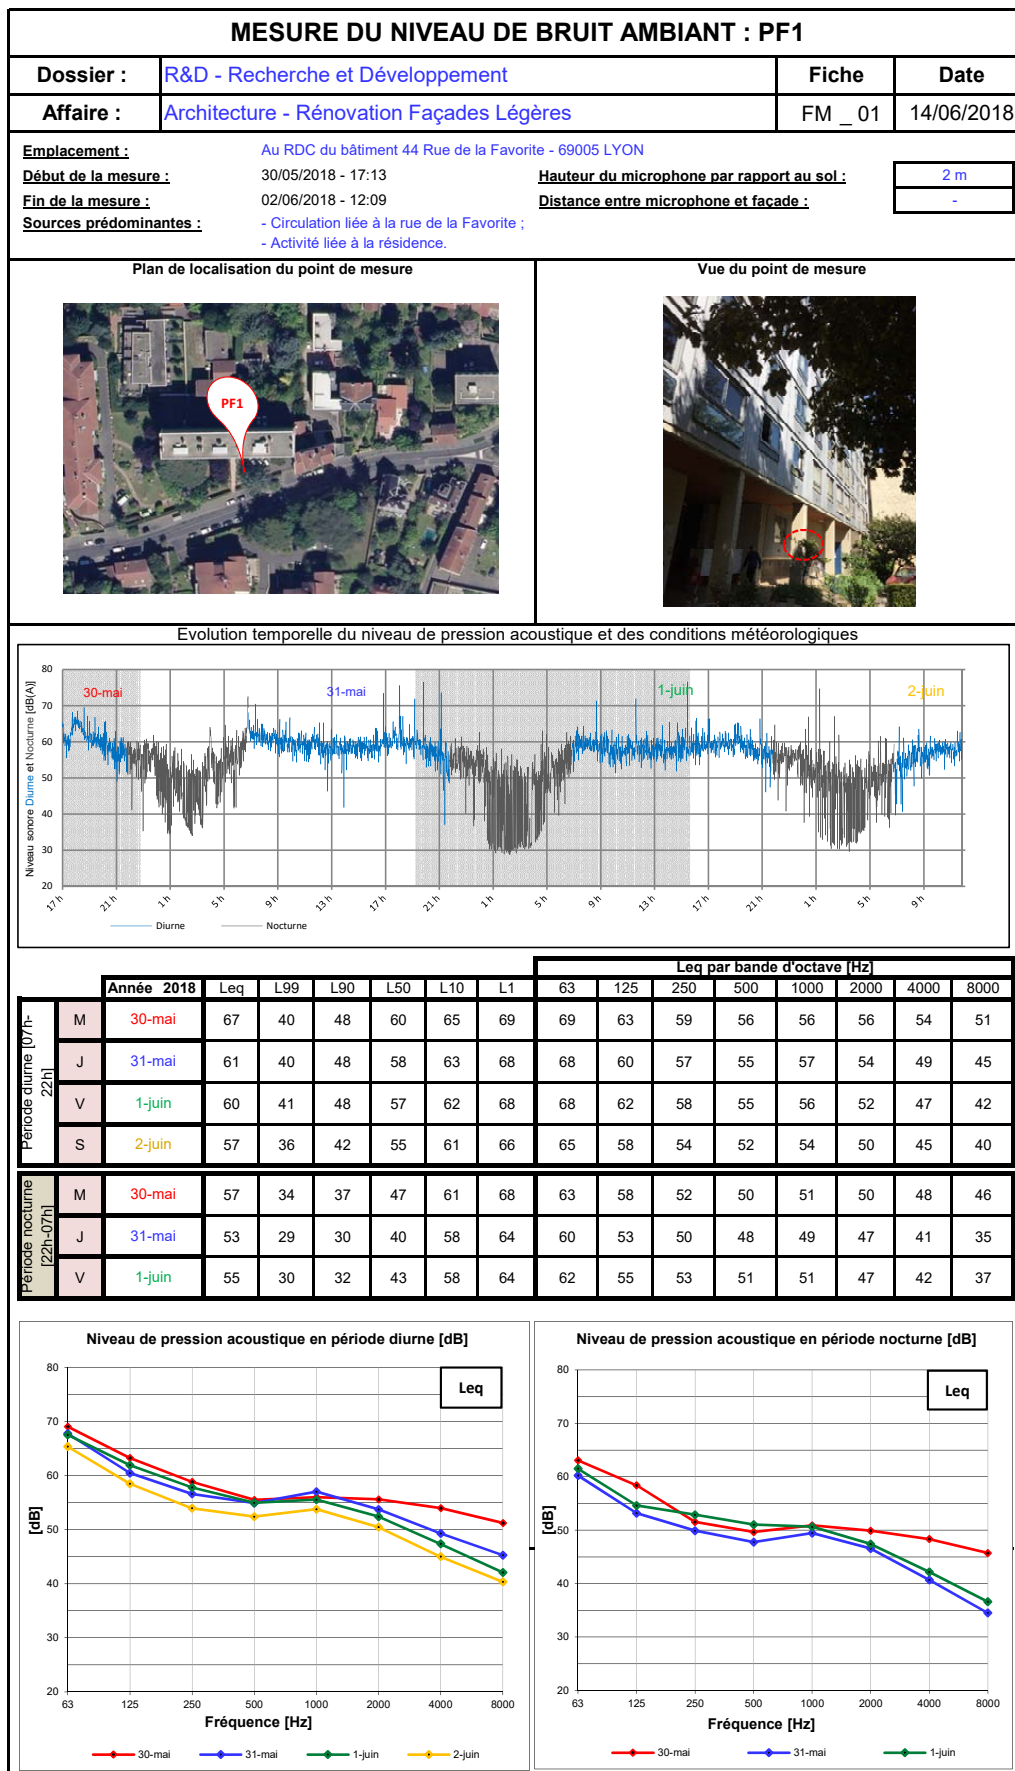 MESURE DU NIVEAU DE BRUIT AMBIANT : PF1
Dossier : R&D - Recherche et Développement Fiche Date
Affaire : Architecture - Rénovation Façades Légères FM _ 01 14/06/2018
Emplacement : Au RDC du bâtiment 44 Rue de la Favorite - 69005 LYON
Début de la mesure : 30/05/2018 - 17:13 Hauteur du microphone par rapport au sol : 2 m
Fin de la mesure : 02/06/2018 - 12:09 Distance entre microphone et façade : -
Sources prédominantes : - Circulation liée à la rue de la Favorite ;
- Activité liée à la résidence.
Plan de localisation du point de mesure Vue du point de mesure
PF1
Evolution temporelle du niveau de pression acoustique et des conditions météorologiques
Niveau sonore Diurne et Nocturne [dB(A)]
80
70
60
50
40
30
20
30-mai 31-mai 1-juin 2-juin
17 h 21 h 1 h 5 h 9 h 13 h 17 h 21 h 1 h 5 h 9 h 13 h 17 h 21 h 1 h 5 h 9 h
Diurne Nocturne
Leq par bande d'octave [Hz]
Année 2018 Leq L99 L90 L50 L10 L1 63 125 250 500 1000 2000 4000 8000
Période diurne [07h-22h]
M 30-mai 67 40 48 60 65 69 69 63 59 56 56 56 54 51
J 31-mai 61 40 48 58 63 68 68 60 57 55 57 54 49 45
V 1-juin 60 41 48 57 62 68 68 62 58 55 56 52 47 42
S 2-juin 57 36 42 55 61 66 65 58 54 52 54 50 45 40
Période nocturne [22h-07h]
M 30-mai 57 34 37 47 61 68 63 58 52 50 51 50 48 46
J 31-mai 53 29 30 40 58 64 60 53 50 48 49 47 41 35
V 1-juin 55 30 32 43 58 64 62 55 53 51 51 47 42 37
Niveau de pression acoustique en période diurne [dB]
Leq
[dB]
80
70
60
50
40
30
20
63 125 250 500 1000 2000 4000 8000
Fréquence [Hz]
30-mai 31-mai 1-juin 2-juin
Niveau de pression acoustique en période nocturne [dB]
Leq
[dB]
80
70
60
50
40
30
20
63 125 250 500 1000 2000 4000 8000
Fréquence [Hz]
30-mai 31-mai 1-juin